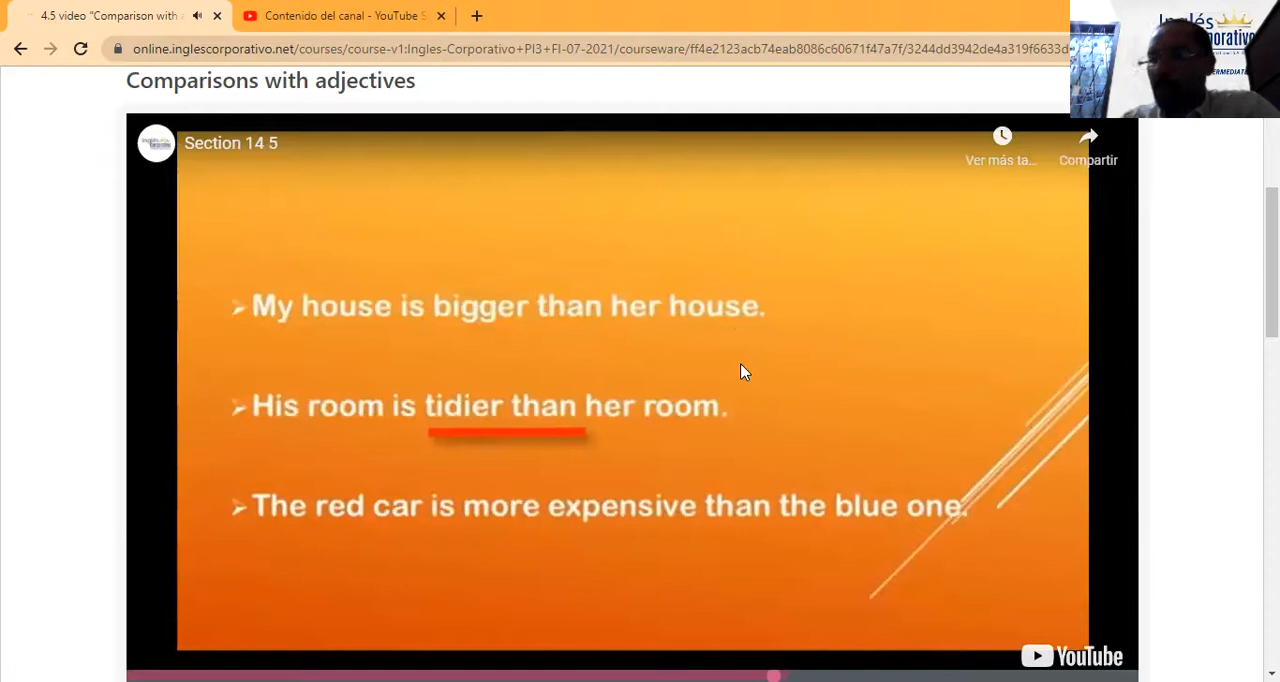 4.5 video "Comparison with
Contenido del canal - YouTube S
online.inglescorporativo.net/courses/course-v1:Ingles-Corporativo+PI3+FI-07-2021/courseware/ff4e2123acb74eab8086c60671f47a7f/3244dd3942de4a319f6633d
Inglés
Corporativo
Comparisons with adjectives
Section 14 5
Ver más ta...
Compartir
My house is bigger than her house.
His room is tidier than her room.
The red car is more expensive than the blue one.
YouTube